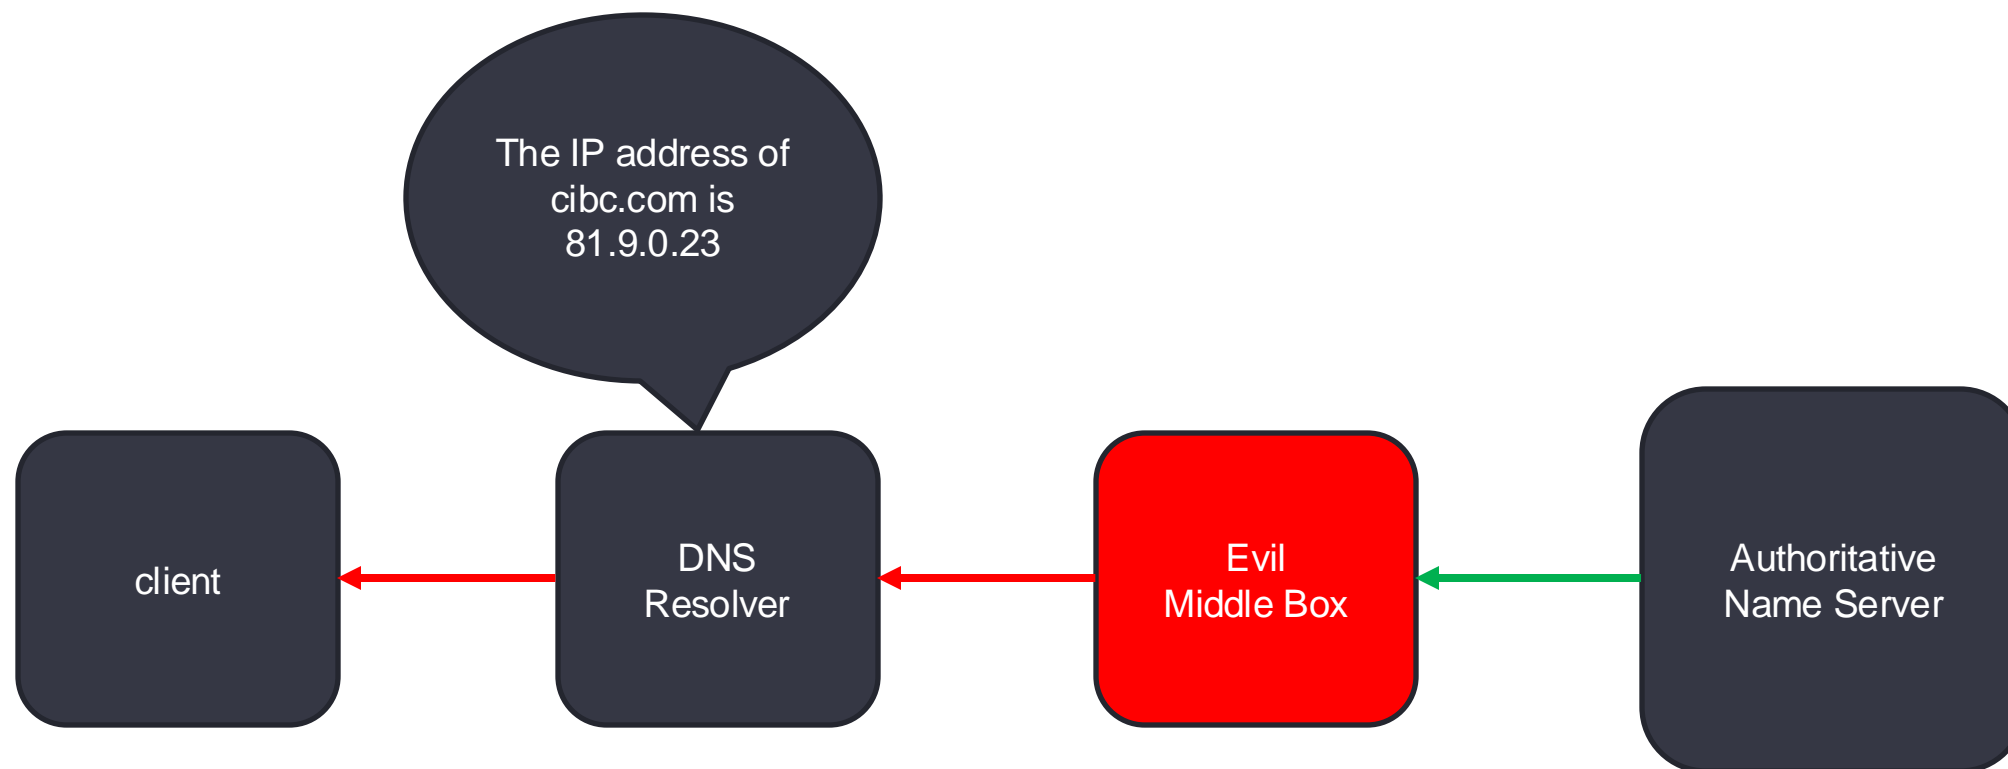 The IP address of
cibc.com is
81.9.0.23
client
DNS
Resolver
Evil
Middle Box
Authoritative
Name Server